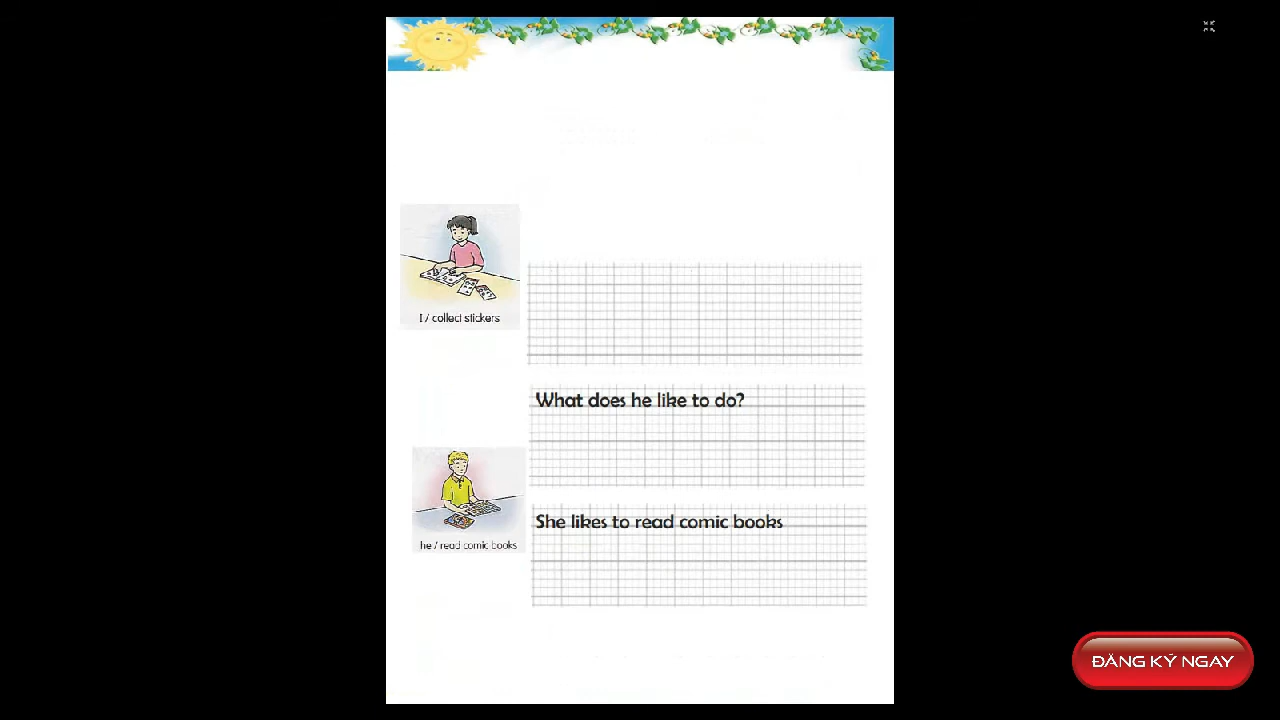 I / collect stickers
What does he like to do?
he / read comic books
She likes to read comic books
ĐĂNG KÝ NGAY